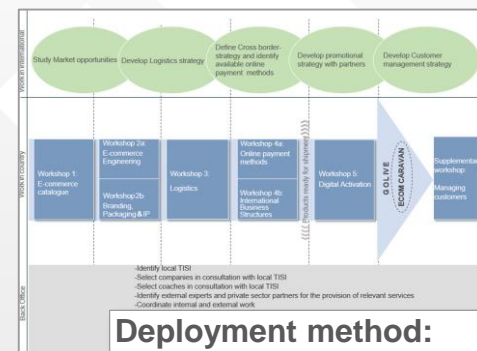 Work in international
Study Market opportunities
Develop Logistics strategy
Define Cross border-
strategy and identify
available online
payment methods
Develop promotional
strategy with partners
Develop Customer
management strategy
Work in country
Workshop 1:
E-commerce
catalogue
Workshop 2a:
E-commerce
Engineering
Workshop2b:
Branding,
Packaging & IP
Workshop 3:
Logistics
Workshop 4a:
Online payment
methods
Workshop 4b:
International
Business
Structures
Products ready for shipment
Workshop 5:
Digital Activation
GO LIVE
ECOM CARAVAN
workshop
Managing
customers
Back Office
-Identify local TISI
-Select companies in consultation with local TISI
-Select coaches in consultation with local TISI
-Identify external experts and private sector partners for the provision of relevant services
-Coordinate internal and external work
Deployment method: